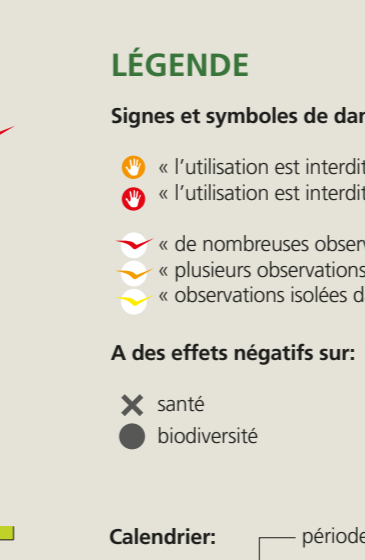 LÉGENDE
Signes et symboles de dan
« l’utilisation est interdit
« l’utilisation est interdit
« de nombreuses obser
« plusieurs observations
« observations isolées d
A des effets négatifs sur:
santé
biodiversité
Calendrier:
période